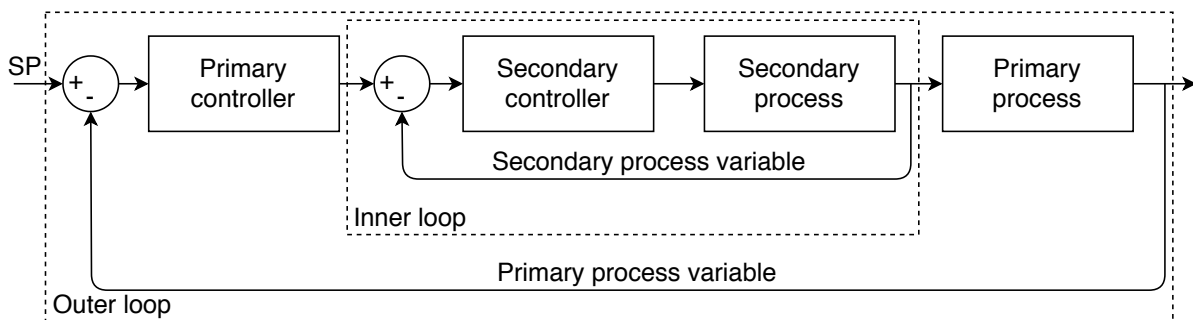 SP
+
-
Primary
controller
+
-
Secondary
controller
Secondary
process
Primary
process
Secondary process variable
Inner loop
Primary process variable
Outer loop